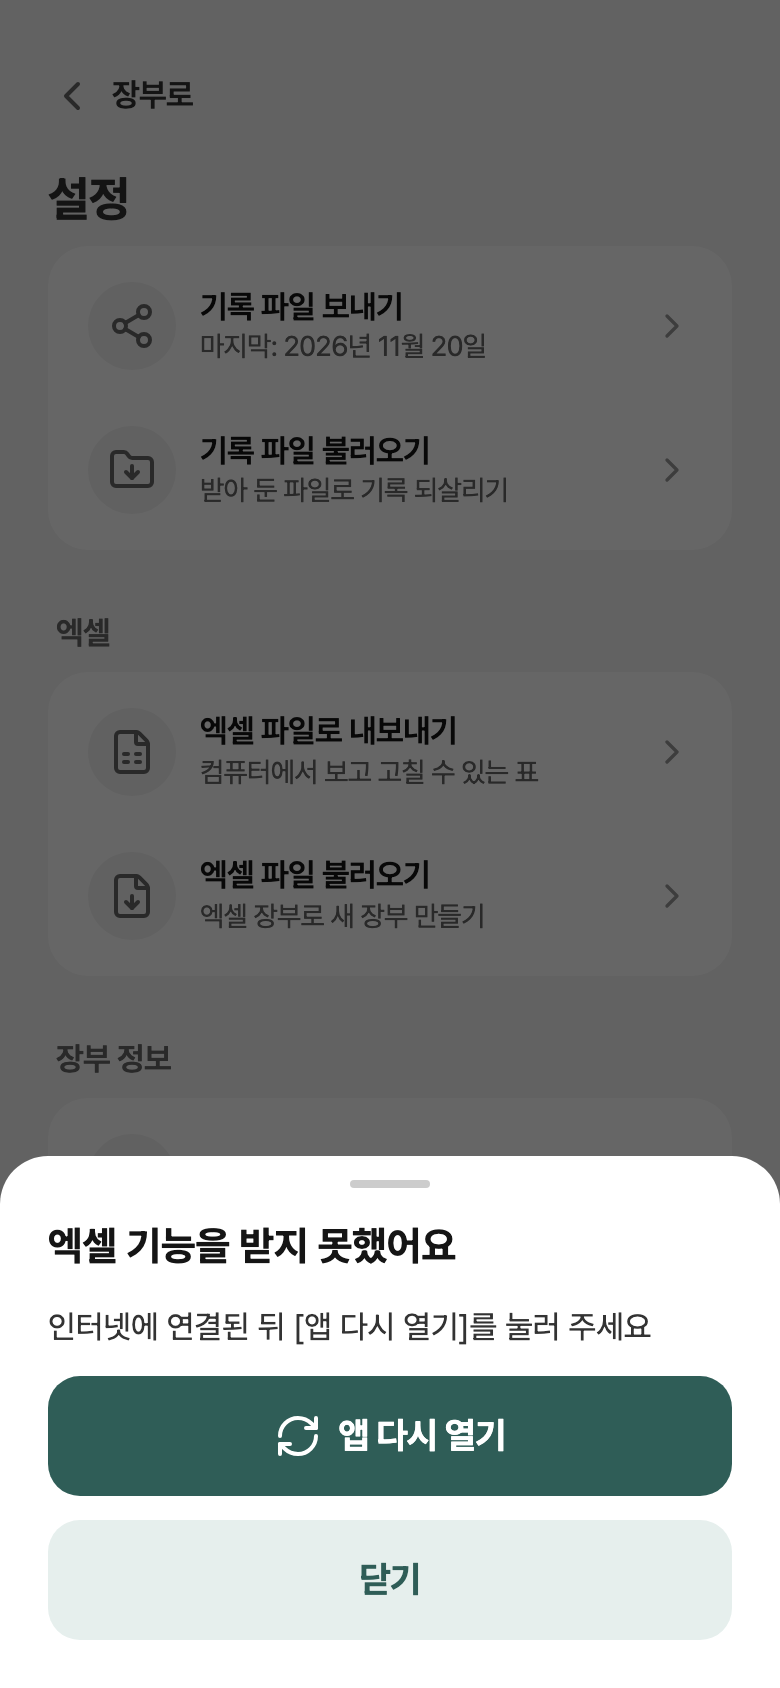 장부로
설정
기록 파일 보내기
마지막: 2026년 11월 20일
기록 파일 불러오기
받아 둔 파일로 기록 되살리기
엑셀
엑셀 파일로 내보내기
컴퓨터에서 보고 고칠 수 있는 표
엑셀 파일 불러오기
엑셀 장부로 새 장부 만들기
장부 정보
엑셀 기능을 받지 못했어요
인터넷에 연결된 뒤 [앱 다시 열기]를 눌러 주세요
앱 다시 열기
닫기